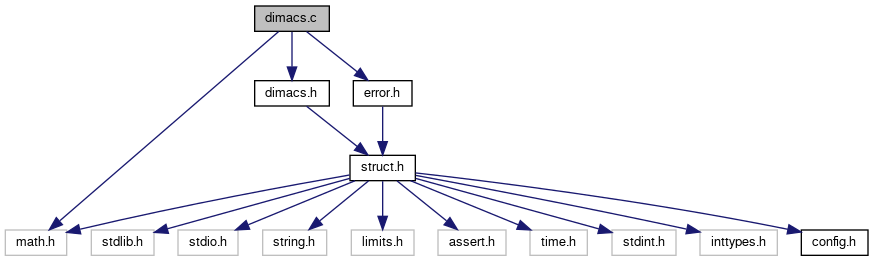 dimacs.c
dimacs.h
error.h
struct.h
math.h
stdlib.h
stdio.h
string.h
limits.h
assert.h
time.h
stdint.h
inttypes.h
config.h